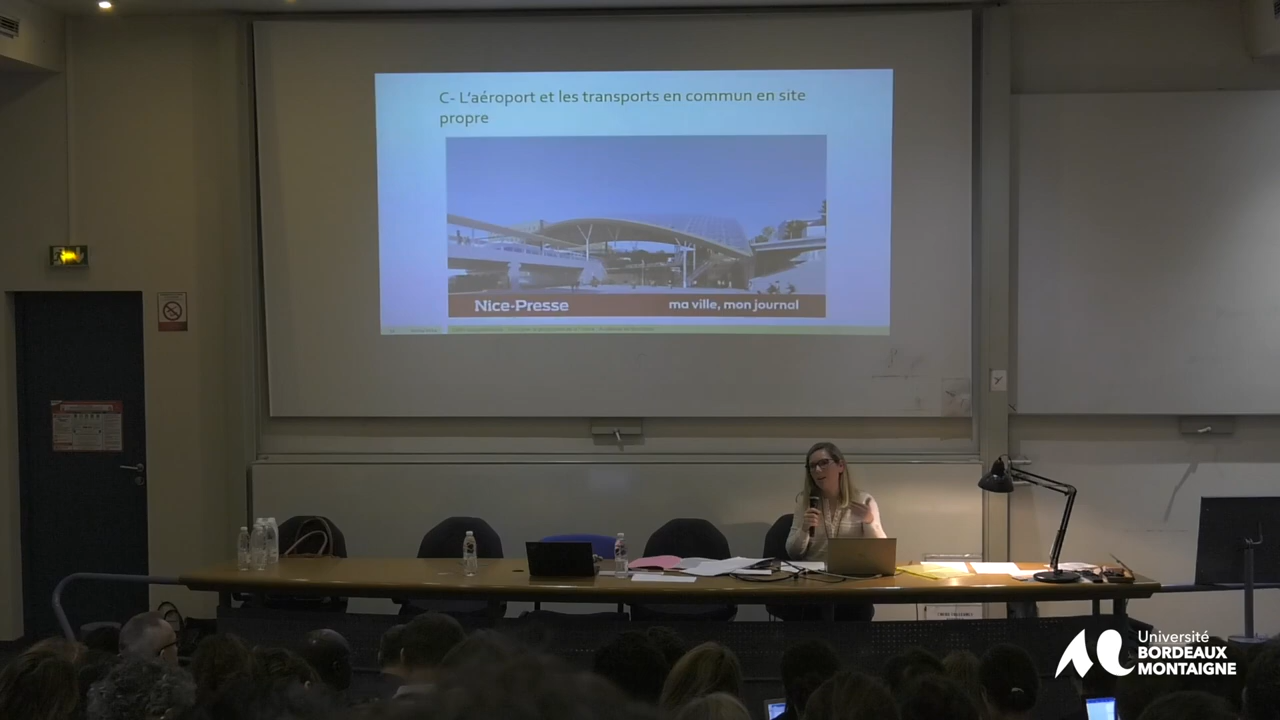 C- L'aéroport et les transports en commun en site
propre
Nice-Presse
ma ville, mon journal
Université
BORDEAUX
MONTAIGNE